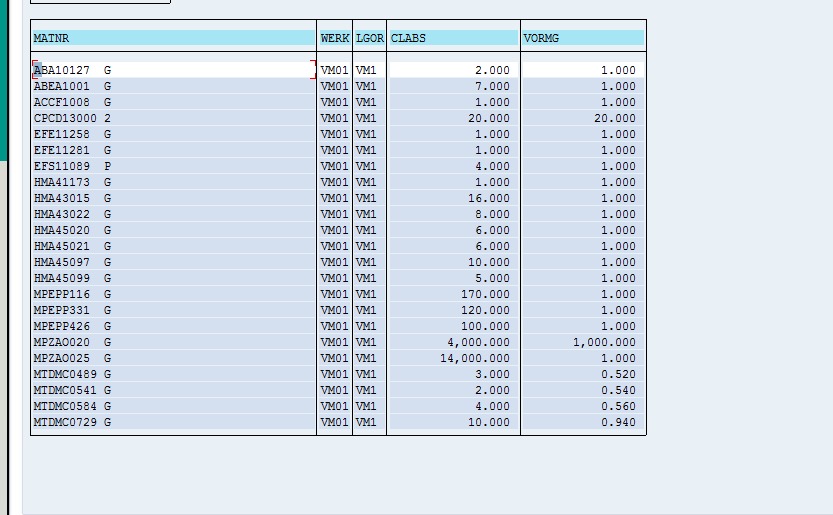 MATNR WERK LGOR CLABS VORMG
ABA10127 G VM01 VM1 2.000 1.000
ABEA1001 G VM01 VM1 7.000 1.000
ACCF1008 G VM01 VM1 1.000 1.000
CPCD13000 2 VM01 VM1 20.000 20.000
EFE11258 G VM01 VM1 1.000 1.000
EFE11281 G VM01 VM1 1.000 1.000
EFS11089 P VM01 VM1 4.000 1.000
HMA41173 G VM01 VM1 1.000 1.000
HMA43015 G VM01 VM1 16.000 1.000
HMA43022 G VM01 VM1 8.000 1.000
HMA45020 G VM01 VM1 6.000 1.000
HMA45021 G VM01 VM1 6.000 1.000
HMA45097 G VM01 VM1 10.000 1.000
HMA45099 G VM01 VM1 5.000 1.000
MPEPP116 G VM01 VM1 170.000 1.000
MPEPP331 G VM01 VM1 120.000 1.000
MPEPP426 G VM01 VM1 100.000 1.000
MPZAO020 G VM01 VM1 4,000.000 1,000.000
MPZAO025 G VM01 VM1 14,000.000 1.000
MTDMC0489 G VM01 VM1 3.000 0.520
MTDMC0541 G VM01 VM1 2.000 0.540
MTDMC0584 G VM01 VM1 4.000 0.560
MTDMC0729 G VM01 VM1 10.000 0.940